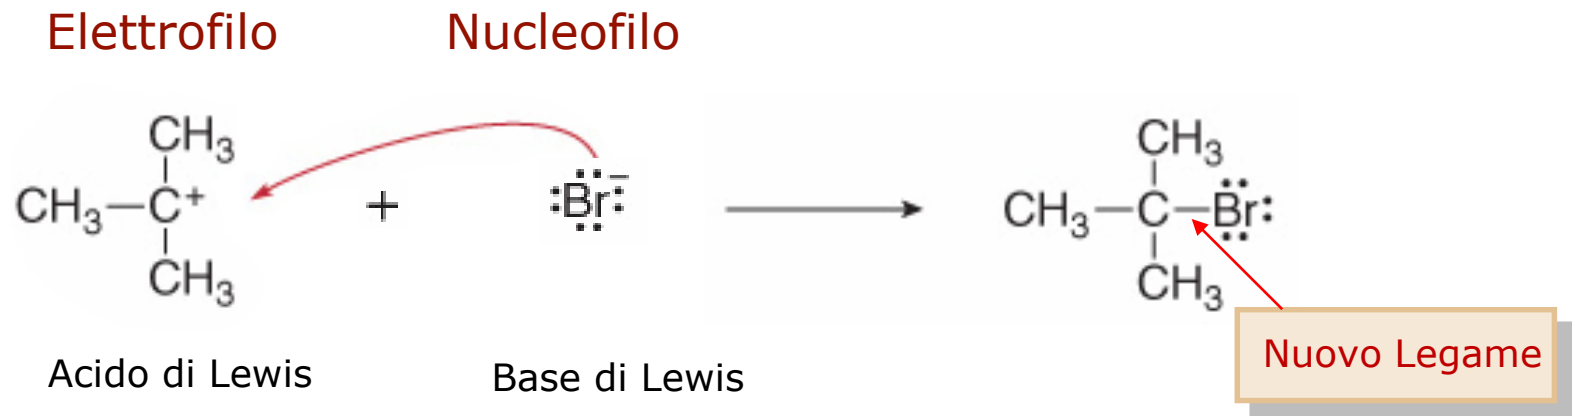 Elettrofilo Nucleofilo
CH₃ CH₃
CH₃—C⁺ + :Br:⁻ CH₃—C—Br:
CH₃ CH₃
Nuovo Legame
Acido di Lewis Base di Lewis